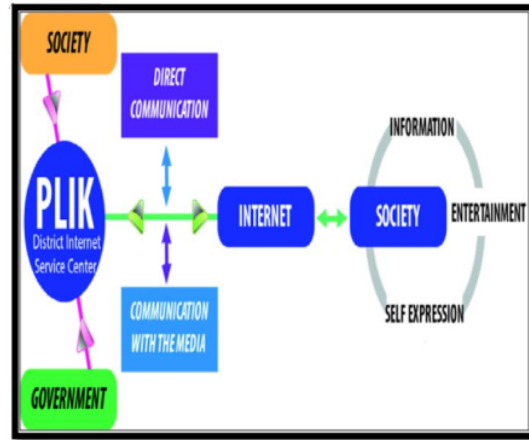 SOCIETY
DIRECT
COMMUNICATION
INFORMATION
PLIK
District Internet
Service Center
INTERNET
SOCIETY
ENTERTAINMENT
COMMUNICATION
WITH THE MEDIA
SELF EXPRESSION
GOVERNMENT